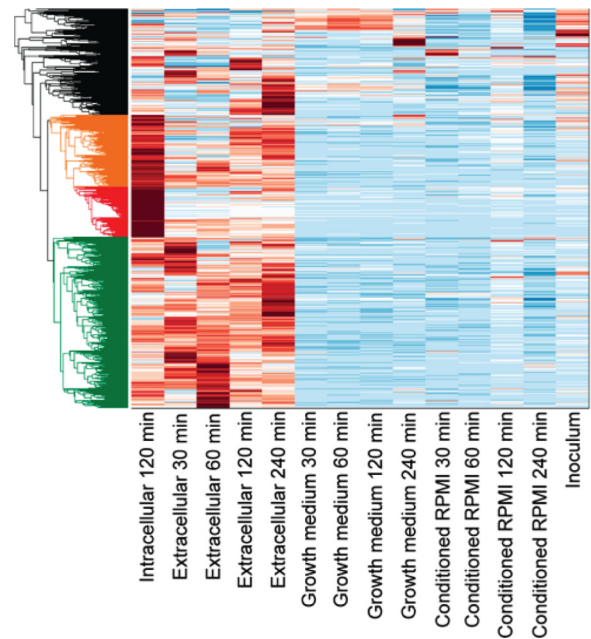 Intracellular 120 min
Extracellular 30 min
Extracellular 60 min
Extracellular 120 min
Extracellular 240 min
Growth medium 30 min
Growth medium 60 min
Growth medium 120 min
Growth medium 240 min
Conditioned RPMI 30 min
Conditioned RPMI 60 min
Conditioned RPMI 120 min
Conditioned RPMI 240 min
Inoculum